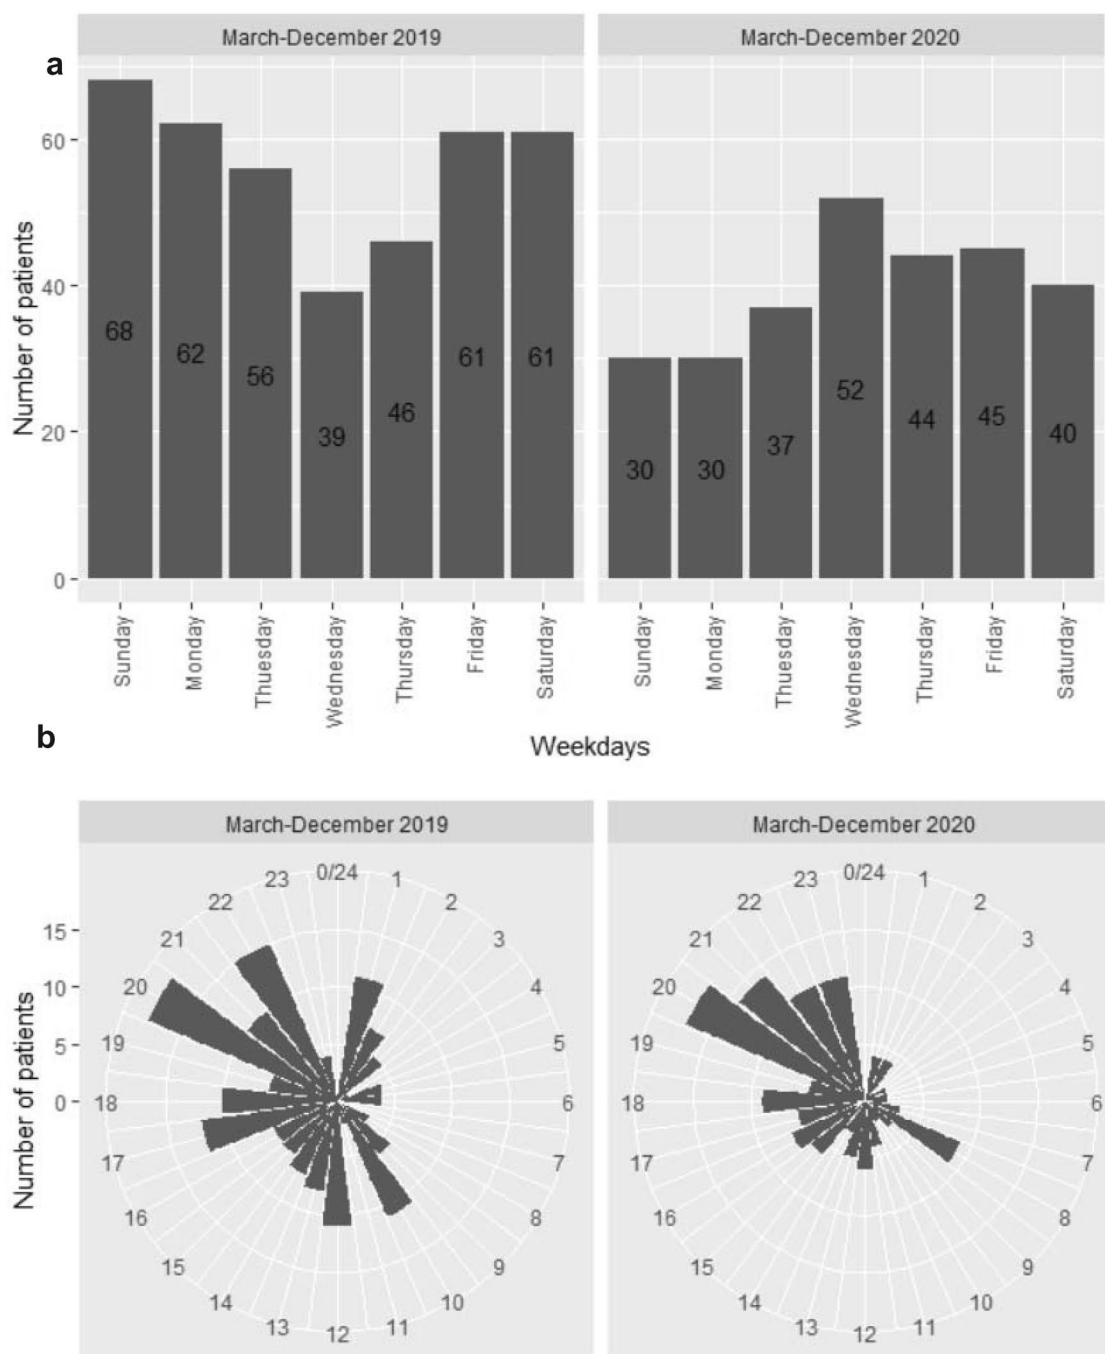 March-December 2019 March-December 2020
a
60
40
20
0
Number of patients
68 62 56 39 46 61 61
30 30 37 52 44 45 40
Sunday Monday Thuesday Wednesday Thursday Friday Saturday
Sunday Monday Thuesday Wednesday Thursday Friday Saturday
Weekdays
b
March-December 2019 March-December 2020
15
10
5
0
Number of patients
0/24 1 2 3 4 5 6 7 8 9 10 11 12 13 14 15 16 17 18 19 20 21 22 23
0/24 1 2 3 4 5 6 7 8 9 10 11 12 13 14 15 16 17 18 19 20 21 22 23